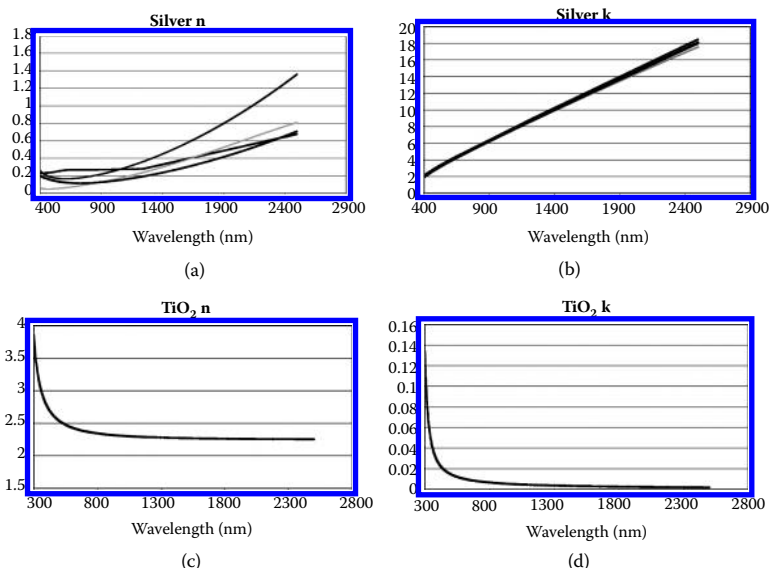 Silver n
1.8
1.6
1.4
1.2
1
0.8
0.6
0.4
0.2
0
400 900 1400 1900 2400 2900
Wavelength (nm)
(a)
Silver k
20
18
16
14
12
10
8
6
4
2
0
400 900 1400 1900 2400 2900
Wavelength (nm)
(b)
TiO2 n
4
3.5
3
2.5
2
1.5
300 800 1300 1800 2300 2800
Wavelength (nm)
(c)
TiO2 k
0.16
0.14
0.12
0.1
0.08
0.06
0.04
0.02
0
300 800 1300 1800 2300 2800
Wavelength (nm)
(d)